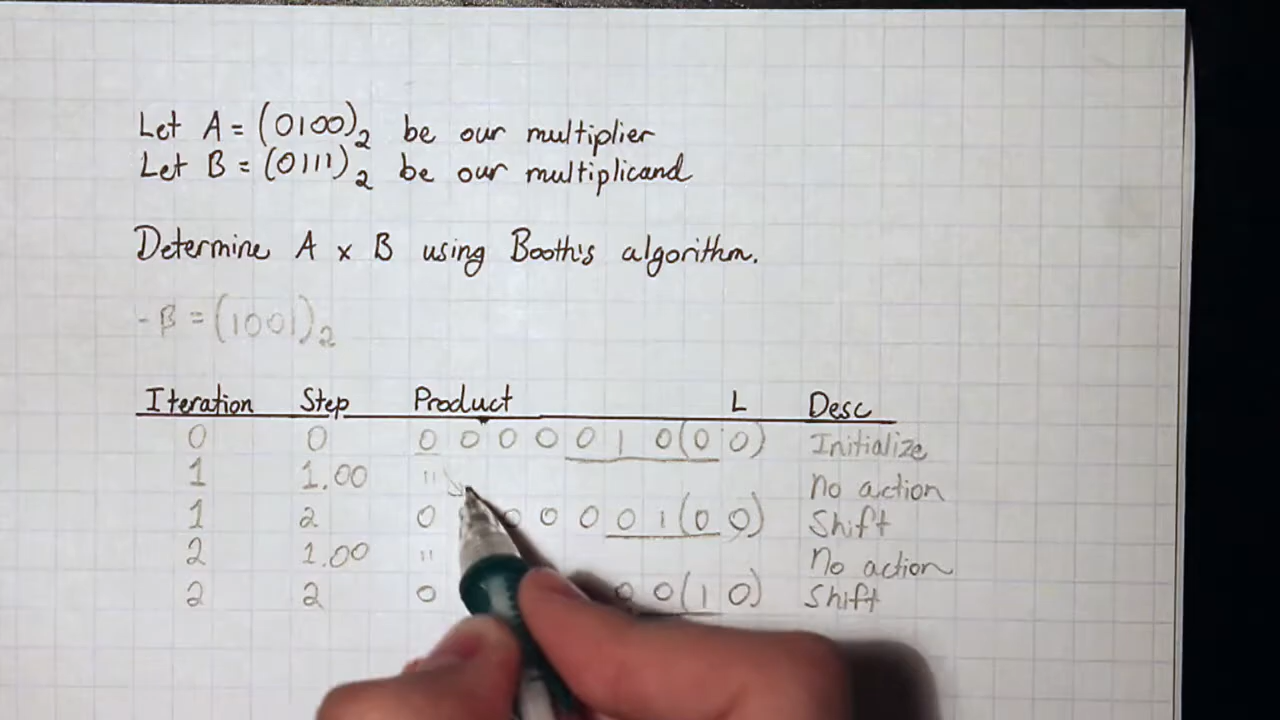 Let A = (0100)₂ be our multiplier
Let B = (0111)₂ be our multiplicand
Determine A x B using Booth's algorithm.
-B = (1001)₂
Iteration Step Product L Desc
0 0 0 0 0 0 0 1 0 (0 0) Initialize
1 1.00 " No action
1 2 0 0 0 0 0 1 (0 0) Shift
2 1.00 " No action
2 2 0 0 0 (1 0) Shift